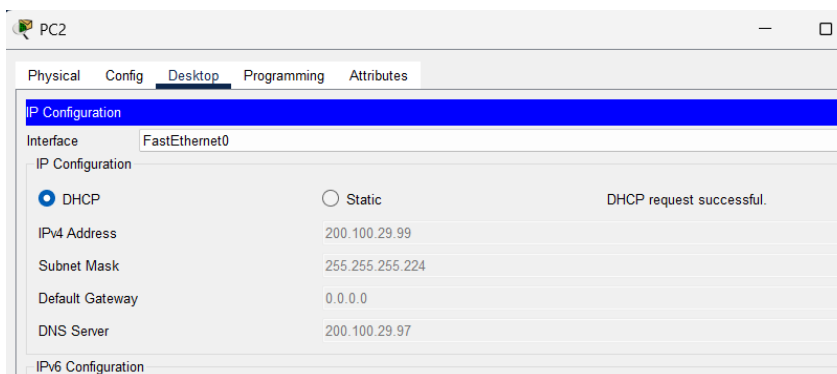 PC2
Physical Config Desktop Programming Attributes
IP Configuration
Interface FastEthernet0
IP Configuration
DHCP Static DHCP request successful.
IPv4 Address 200.100.29.99
Subnet Mask 255.255.255.224
Default Gateway 0.0.0.0
DNS Server 200.100.29.97
IPv6 Configuration